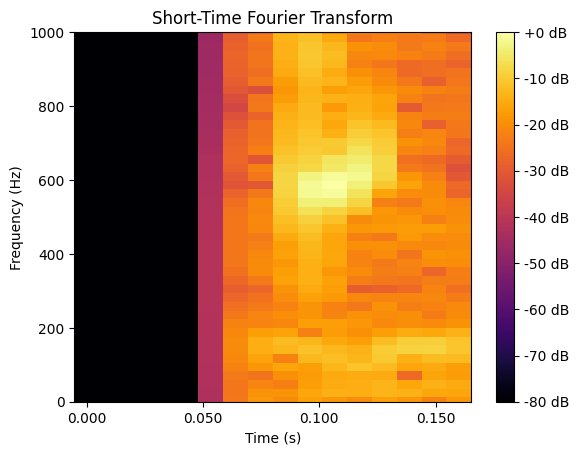 Short-Time Fourier Transform
1000
800
600
400
200
0
Frequency (Hz)
0.000
0.050
0.100
0.150
Time (s)
+0 dB
-10 dB
-20 dB
-30 dB
-40 dB
-50 dB
-60 dB
-70 dB
-80 dB